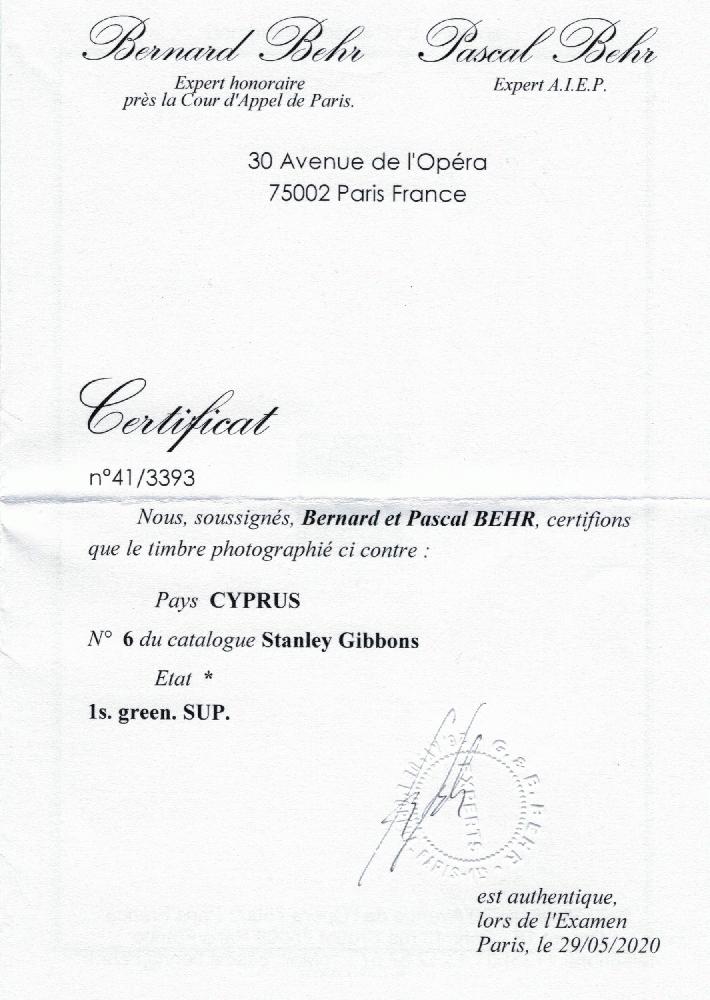 Bernard Behr Pascal Behr
Expert honoraire
près la Cour d'Appel de Paris.
Expert A.I.E.P.
30 Avenue de l'Opéra
75002 Paris France
Certificat
n°41/3393
Nous, soussignés, Bernard et Pascal BEHR, certifions
que le timbre photographié ci contre :
Pays CYPRUS
N° 6 du catalogue Stanley Gibbons
Etat *
1s. green. SUP.
G. & B. BEHR
EXPERTS
PARIS
est authentique,
lors de l'Examen
Paris, le 29/05/2020